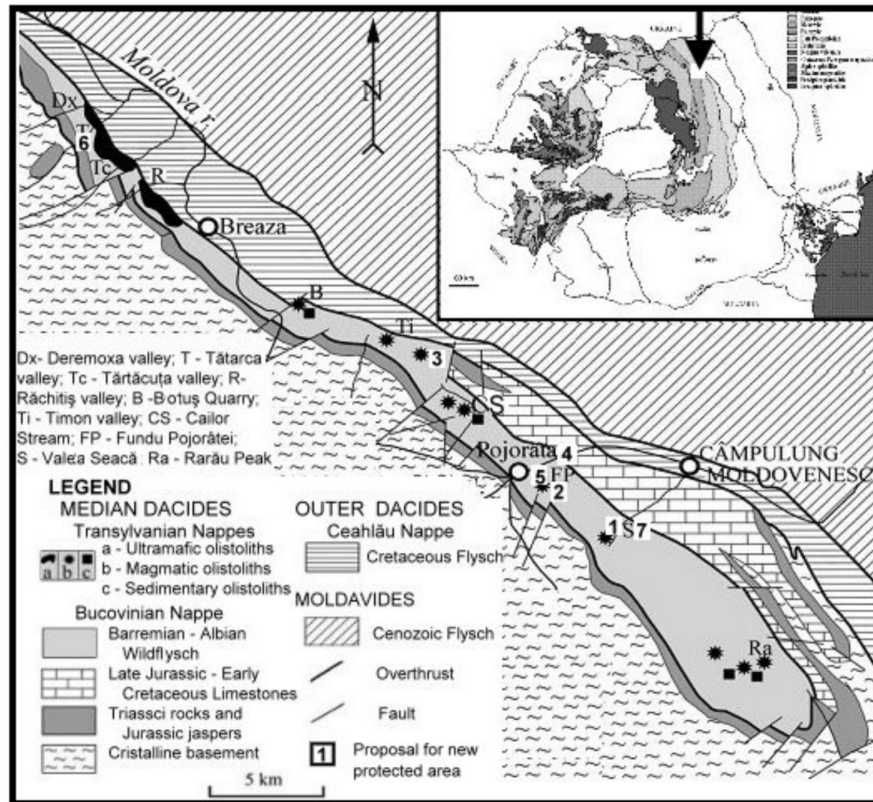 UKRAINE
60 km
Moldova r.
N
Dx
T
6
Tc
R
Breaza
B
Ti
3
CS
Pojorâta
4
5
FP
2
CÂMPULUNG
MOLDOVENESC
1
S
7
Ra
Dx- Deremoxa valley; T - Tătarca
valley; Tc - Tărtăcuța valley; R-
Răchitiș valley; B -Botuș Quarry;
Ti - Timon valley; CS - Cailor
Stream; FP - Fundu Pojorâtei;
S - Valea Seacă; Ra - Rarău Peak
LEGEND
MEDIAN DACIDES
Transylvanian Nappes
a b c
a - Ultramafic olistoliths
b - Magmatic olistoliths
c - Sedimentary olistoliths
Bucovinian Nappe
Barremian - Albian
Wildflysch
Late Jurassic - Early
Cretaceous Limestones
Triassci rocks and
Jurassic jaspers
Cristalline basement
5 km
OUTER DACIDES
Ceahlău Nappe
Cretaceous Flysch
MOLDAVIDES
Cenozoic Flysch
Overthrust
Fault
1
Proposal for new
protected area